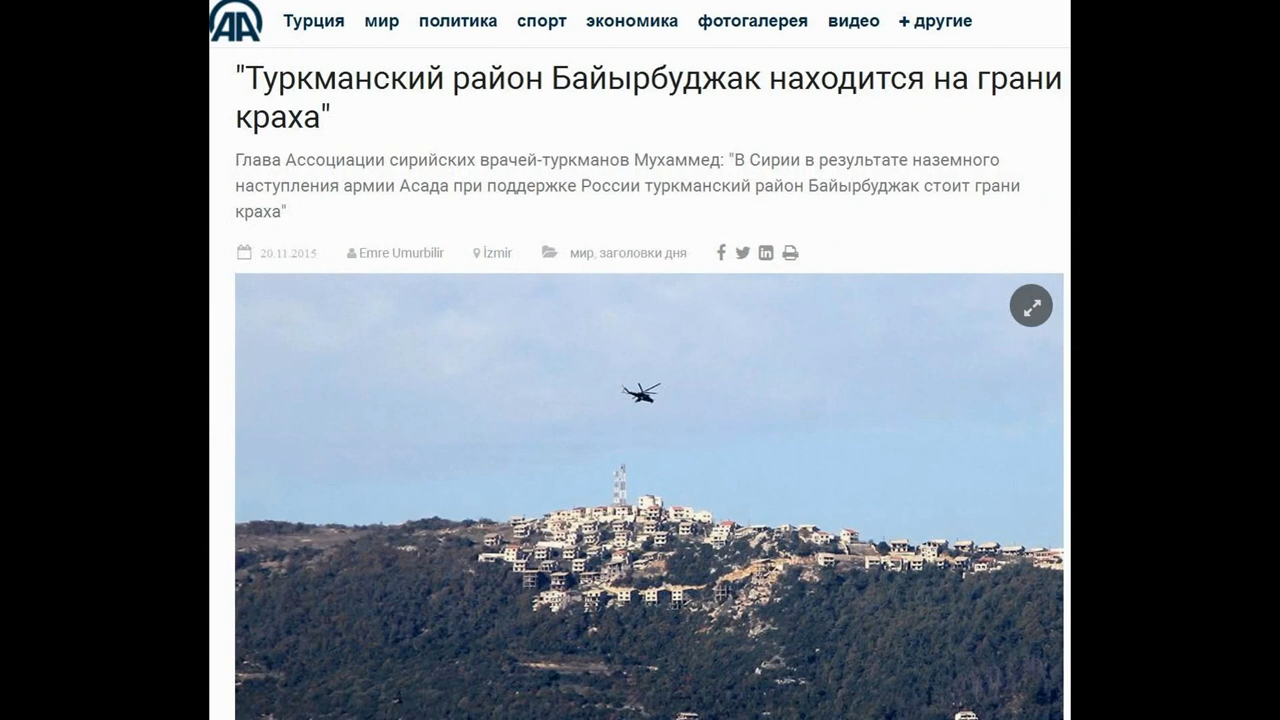 AA Турция мир политика спорт экономика фотогалерея видео + другие
"Туркманский район Байырбуджак находится на грани
краха"
Глава Ассоциации сирийских врачей-туркманов Мухаммед: "В Сирии в результате наземного
наступления армии Асада при поддержке России туркманский район Байырбуджак стоит грани
краха"
20.11.2015 Emre Umurbilir İzmir мир, заголовки дня